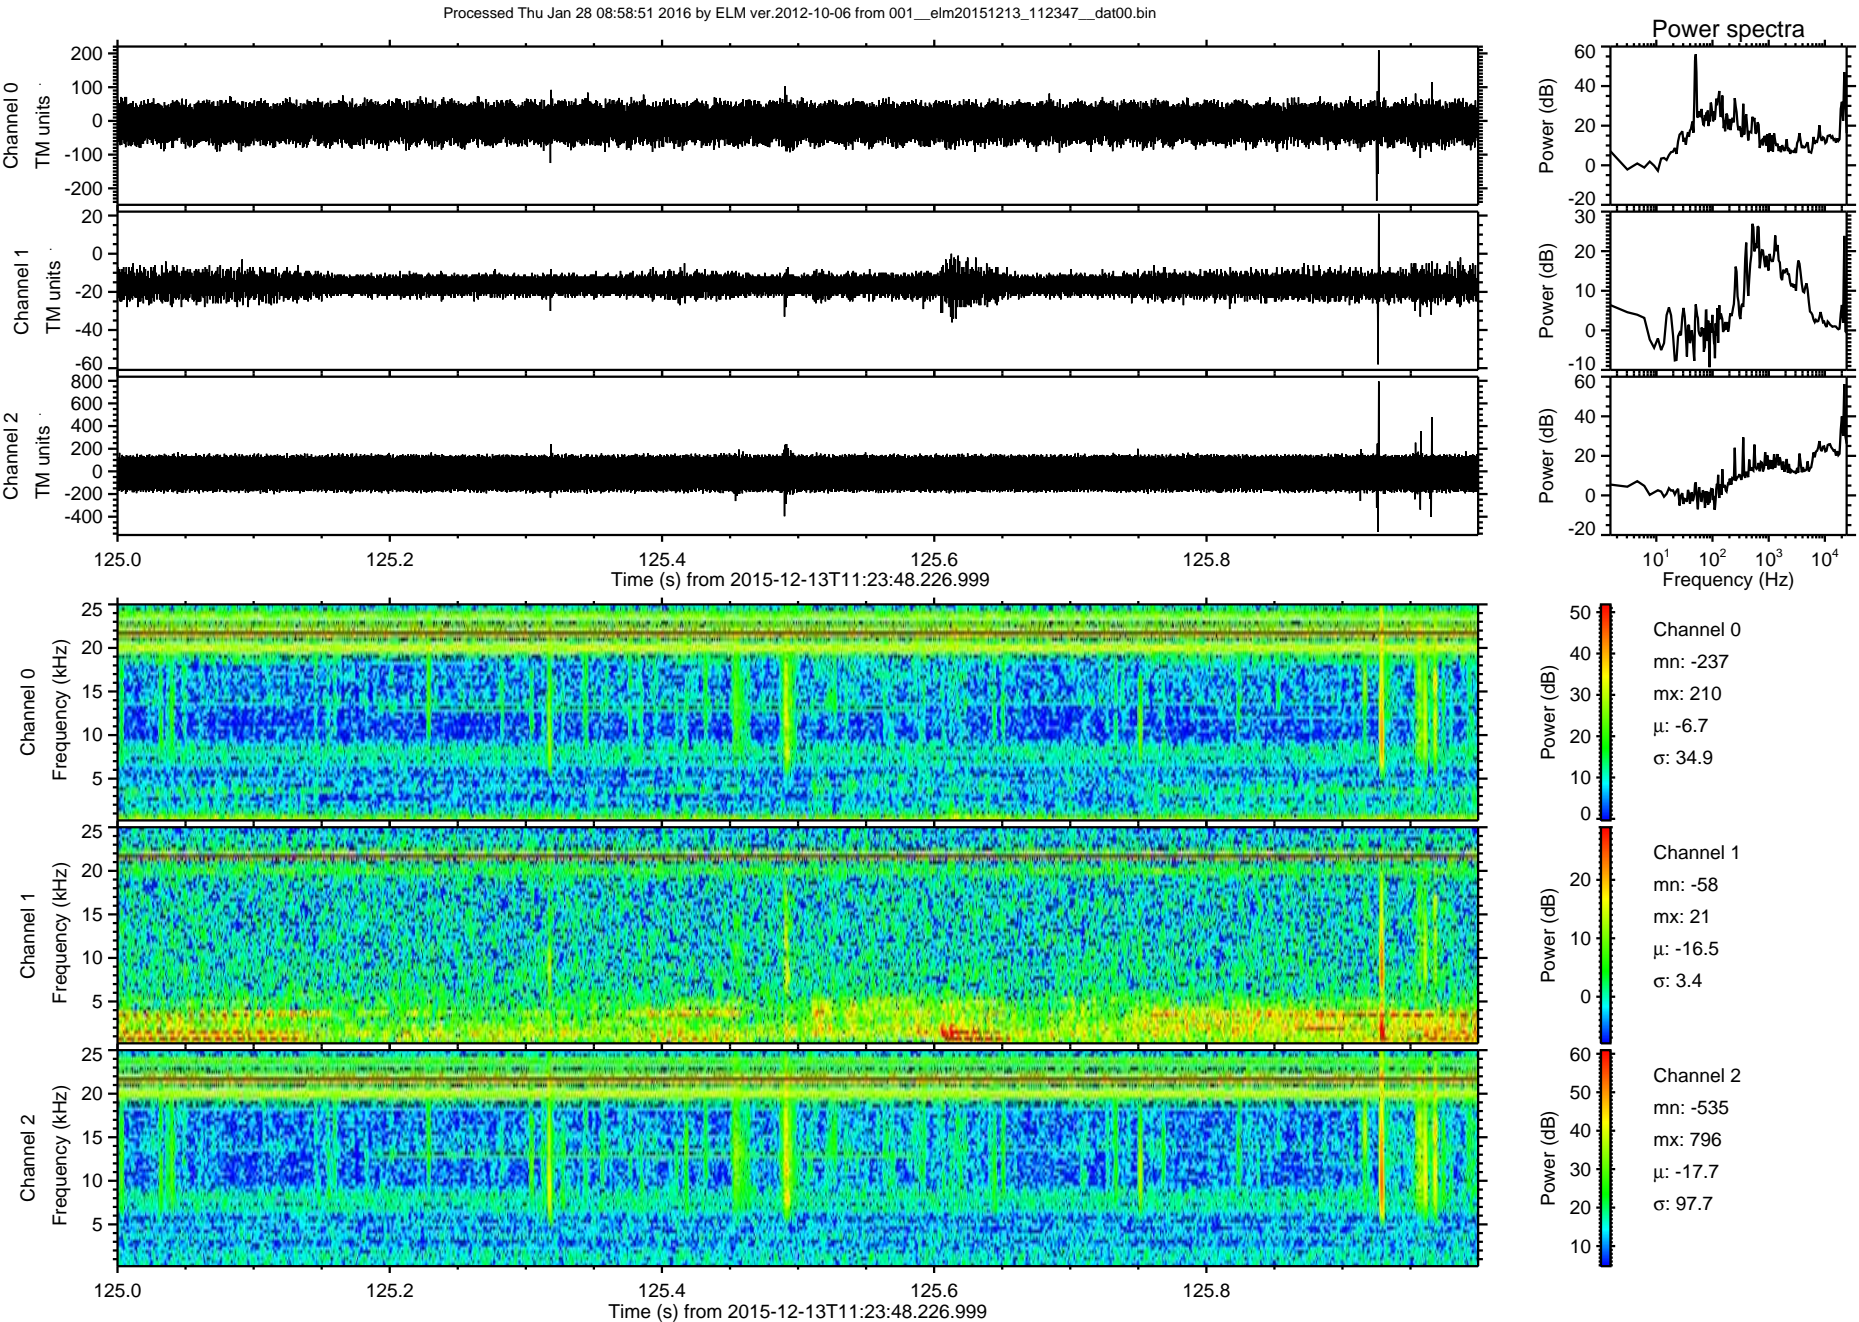 Processed Thu Jan 28 08:58:51 2016 by ELM ver.2012-10-06 from 001__elm20151213_112347__dat00.bin
Power spectra
Channel 0
TM units
200
100
0
-100
-200
Power (dB)
60
40
20
0
-20
Channel 1
TM units
20
0
-20
-40
-60
Power (dB)
30
20
10
0
-10
Channel 2
TM units
800
600
400
200
0
-200
-400
Power (dB)
60
40
20
0
-20
125.0 125.2 125.4 125.6 125.8
Time (s) from 2015-12-13T11:23:48.226.999
10¹ 10² 10³ 10⁴
Frequency (Hz)
Channel 0
Frequency (kHz)
25
20
15
10
5
Power (dB)
50
40
30
20
10
0
Channel 0
mn: -237
mx: 210
μ: -6.7
σ: 34.9
Channel 1
Frequency (kHz)
25
20
15
10
5
Power (dB)
20
10
0
Channel 1
mn: -58
mx: 21
μ: -16.5
σ: 3.4
Channel 2
Frequency (kHz)
25
20
15
10
5
Power (dB)
60
50
40
30
20
10
Channel 2
mn: -535
mx: 796
μ: -17.7
σ: 97.7
125.0 125.2 125.4 125.6 125.8
Time (s) from 2015-12-13T11:23:48.226.999